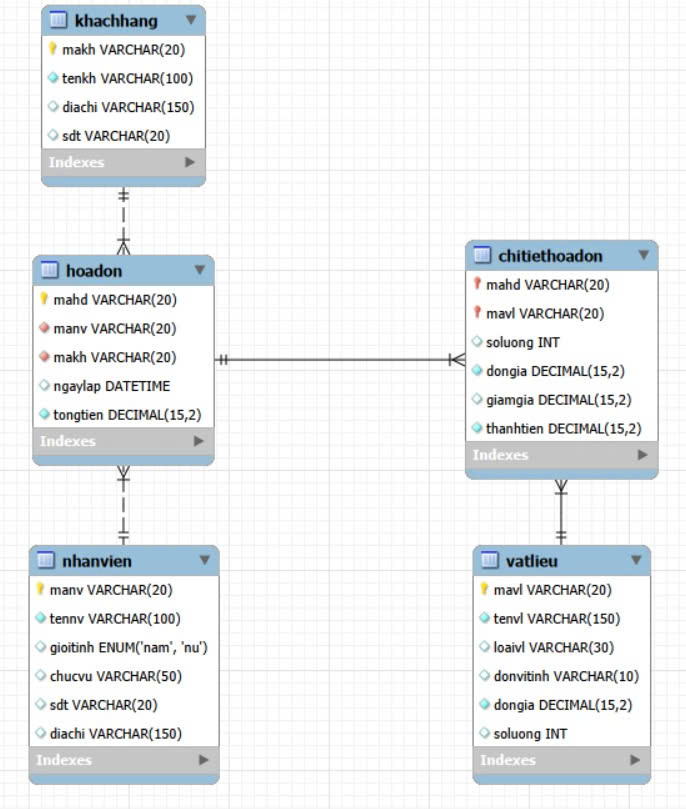 khachhang
makh VARCHAR(20)
tenkh VARCHAR(100)
diachi VARCHAR(150)
sdt VARCHAR(20)
Indexes
hoadon
mahd VARCHAR(20)
manv VARCHAR(20)
makh VARCHAR(20)
ngaylap DATETIME
tongtien DECIMAL(15,2)
Indexes
chitiethoadon
mahd VARCHAR(20)
mavl VARCHAR(20)
soluong INT
dongia DECIMAL(15,2)
giamgia DECIMAL(15,2)
thanhtien DECIMAL(15,2)
Indexes
nhanvien
manv VARCHAR(20)
tennv VARCHAR(100)
gioitinh ENUM('nam', 'nu')
chucvu VARCHAR(50)
sdt VARCHAR(20)
diachi VARCHAR(150)
Indexes
vatlieu
mavl VARCHAR(20)
tenvl VARCHAR(150)
loaivl VARCHAR(30)
donvitinh VARCHAR(10)
dongia DECIMAL(15,2)
soluong INT
Indexes